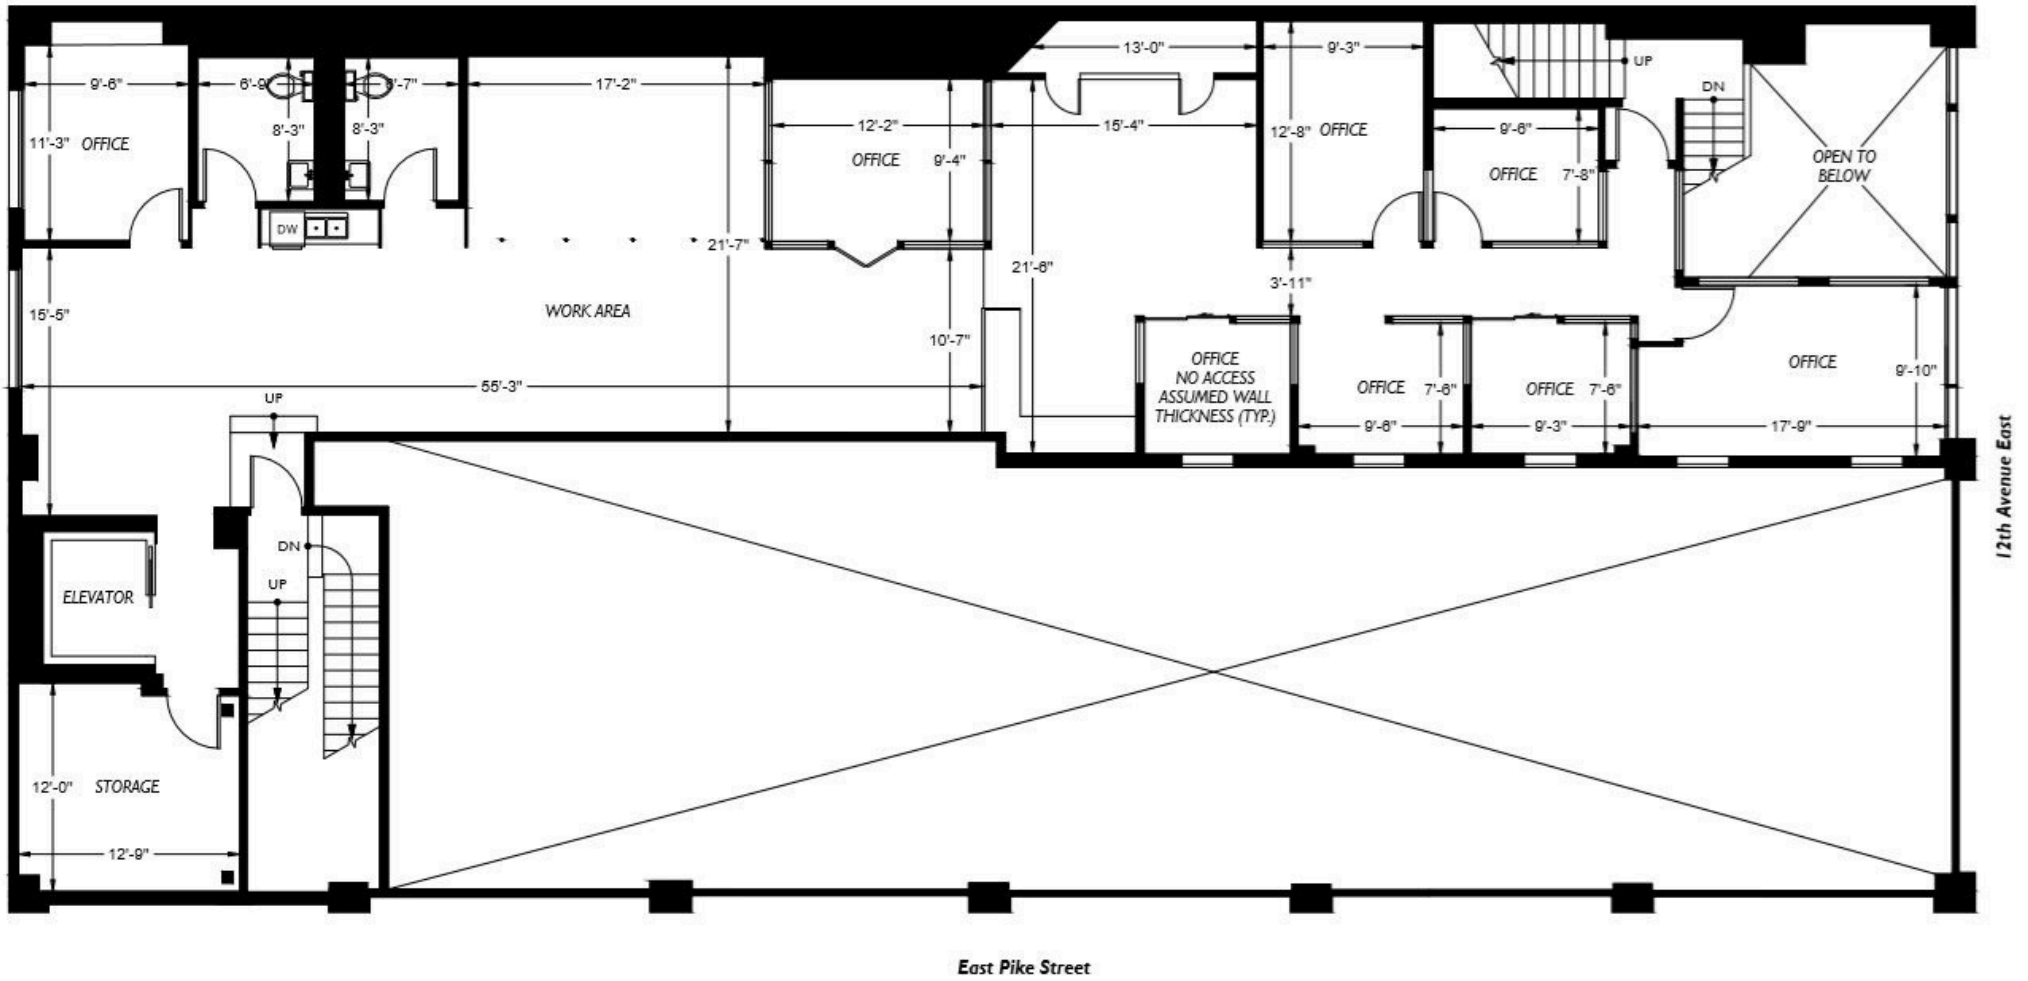 13'-0"
9'-3"
UP
9'-6"
6'-9"
'-7"
17'-2"
DN
11'-3"
OFFICE
8'-3"
8'-3"
12'-2"
15'-4"
12'-8"
OFFICE
9'-6"
OFFICE
9'-4"
OPEN TO
BELOW
OFFICE
7'-8"
DW
21'-7"
21'-6"
3'-11"
15'-5"
WORK AREA
10'-7"
OFFICE
NO ACCESS
ASSUMED WALL
THICKNESS (TYP.)
OFFICE
7'-6"
OFFICE
7'-6"
OFFICE
9'-10"
55'-3"
UP
9'-6"
9'-3"
17'-9"
12th Avenue East
DN
UP
ELEVATOR
12'-0"
STORAGE
12'-9"
East Pike Street